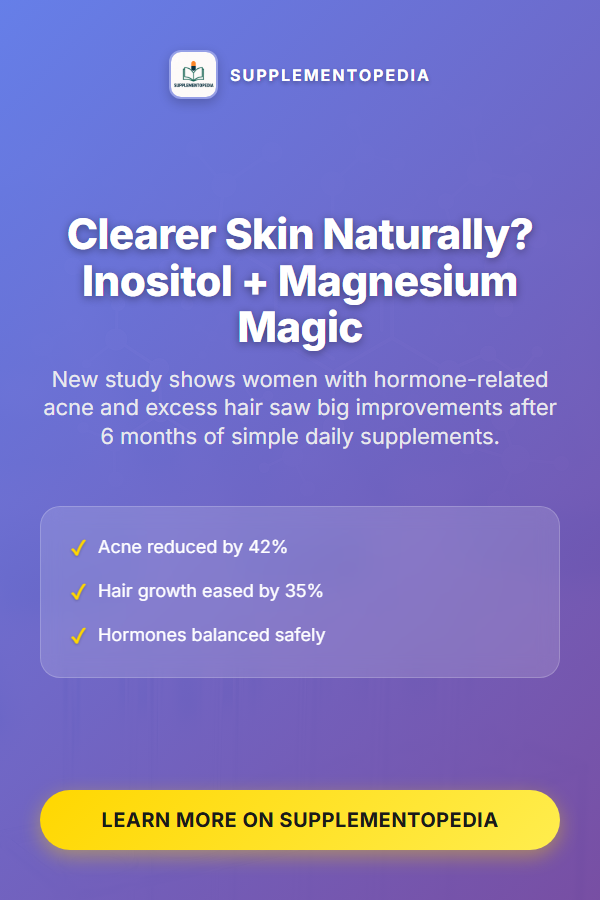 SUPPLEMENTOPEDIA
SUPPLEMENTOPEDIA
Clearer Skin Naturally?
Inositol + Magnesium
Magic
New study shows women with hormone-related
acne and excess hair saw big improvements after
6 months of simple daily supplements.
✓ Acne reduced by 42%
✓ Hair growth eased by 35%
✓ Hormones balanced safely
LEARN MORE ON SUPPLEMENTOPEDIA